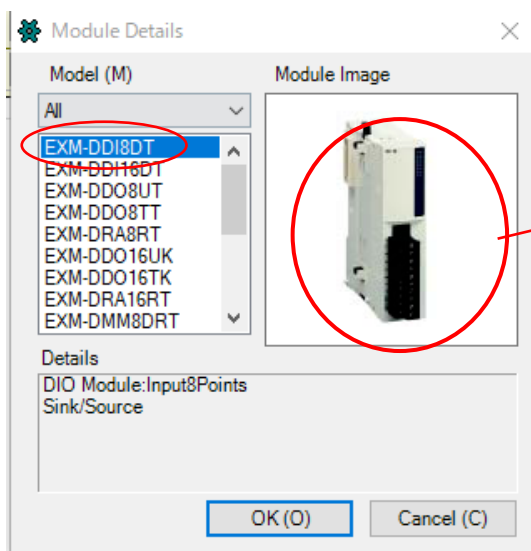 Module Details
Model (M)
Module Image
All
EXM-DDI8DT
EXM-DDI16DT
EXM-DDO8UT
EXM-DDO8TT
EXM-DRA8RT
EXM-DDO16UK
EXM-DDO16TK
EXM-DRA16RT
EXM-DMM8DRT
Details
DIO Module:Input8Points
Sink/Source
OK (O)
Cancel (C)